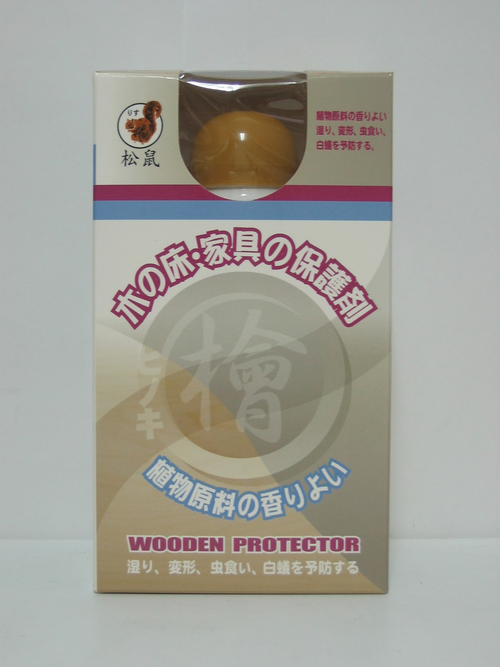 りす
松鼠
植物原料の香りよい
湿り、変形、虫食い、
白蟻を予防する。
木の床・家具の保護剤
檜
ヒノキ
植物原料の香りよい
WOODEN PROTECTOR
湿り、変形、虫食い、白蟻を予防する